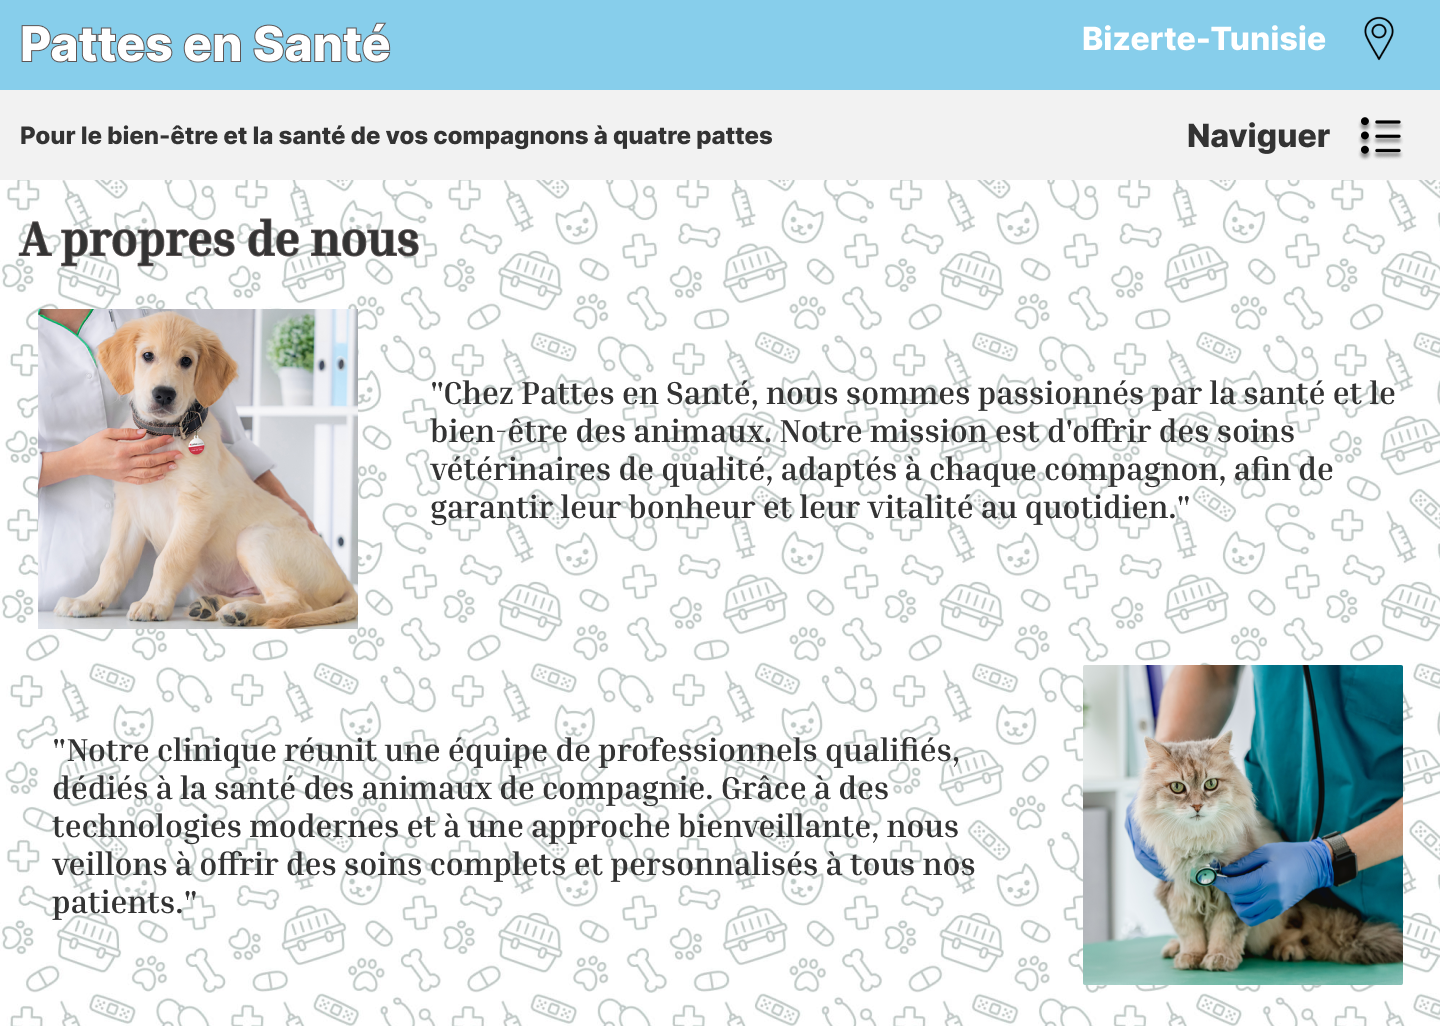 Pattes en Santé
Bizerte-Tunisie
Pour le bien-être et la santé de vos compagnons à quatre pattes
Naviguer
A propres de nous
"Chez Pattes en Santé, nous sommes passionnés par la santé et le
bien-être des animaux. Notre mission est d'offrir des soins
vétérinaires de qualité, adaptés à chaque compagnon, afin de
garantir leur bonheur et leur vitalité au quotidien."
"Notre clinique réunit une équipe de professionnels qualifiés,
dédiés à la santé des animaux de compagnie. Grâce à des
technologies modernes et à une approche bienveillante, nous
veillons à offrir des soins complets et personnalisés à tous nos
patients."